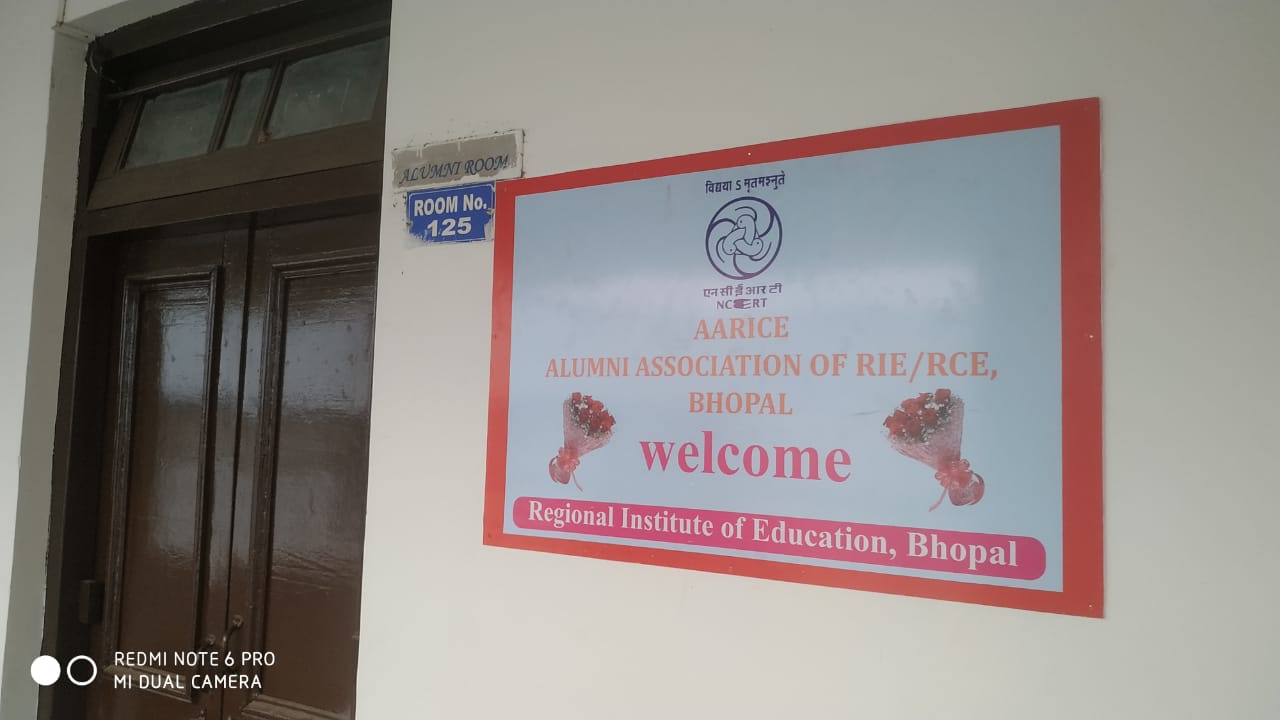 ALUMNI ROOM
ROOM No.
125
विद्यया ऽ मृतमश्नुते
एन सी ई आर टी
NCERT
AARICE
ALUMNI ASSOCIATION OF RIE/RCE,
BHOPAL
welcome
Regional Institute of Education, Bhopal
REDMI NOTE 6 PRO
MI DUAL CAMERA